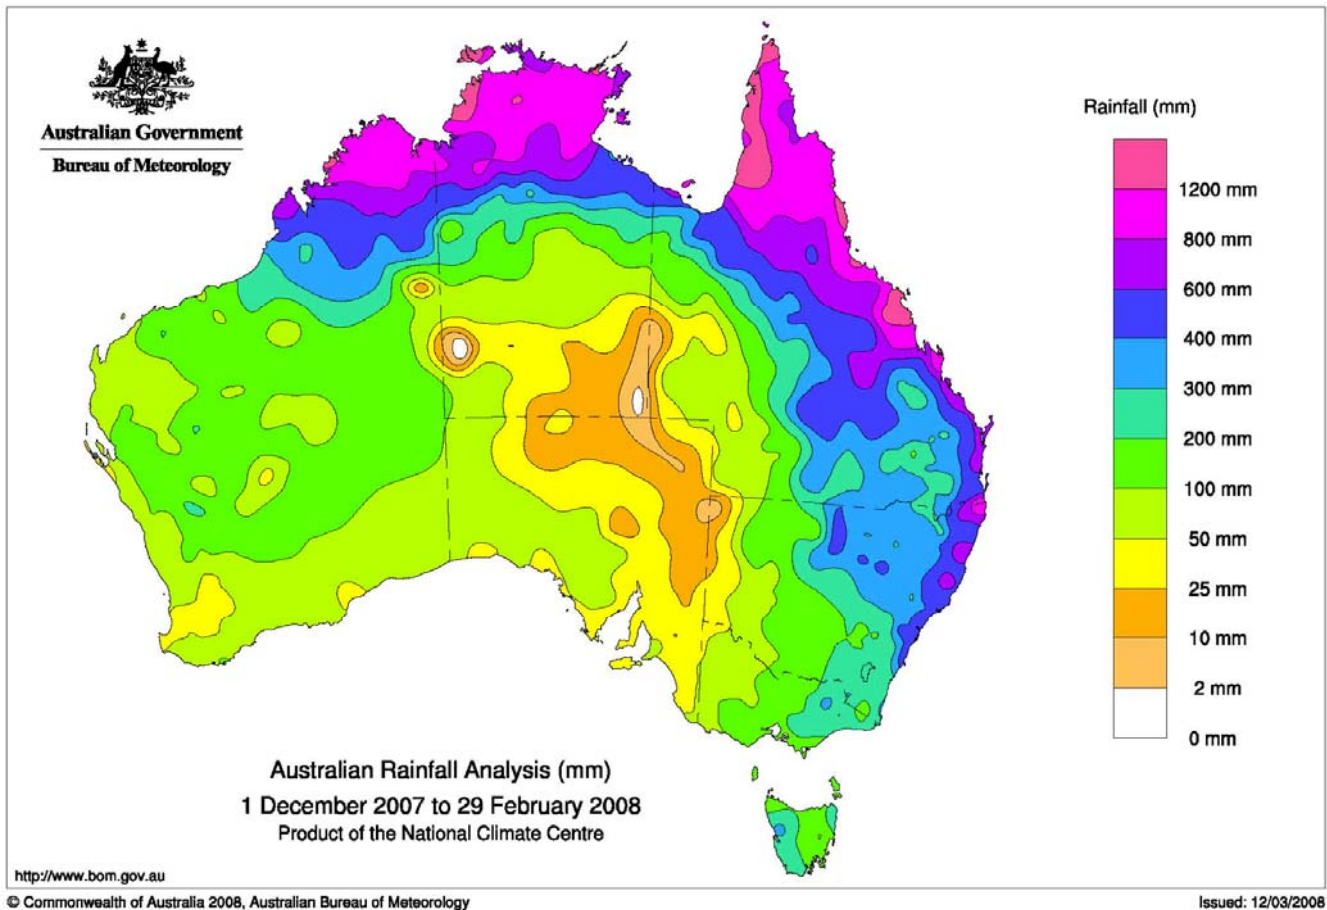 Australian Government
Bureau of Meteorology
Rainfall (mm)
1200 mm
800 mm
600 mm
400 mm
300 mm
200 mm
100 mm
50 mm
25 mm
10 mm
2 mm
0 mm
Australian Rainfall Analysis (mm)
1 December 2007 to 29 February 2008
Product of the National Climate Centre
http://www.bom.gov.au
© Commonwealth of Australia 2008, Australian Bureau of Meteorology
Issued: 12/03/2008